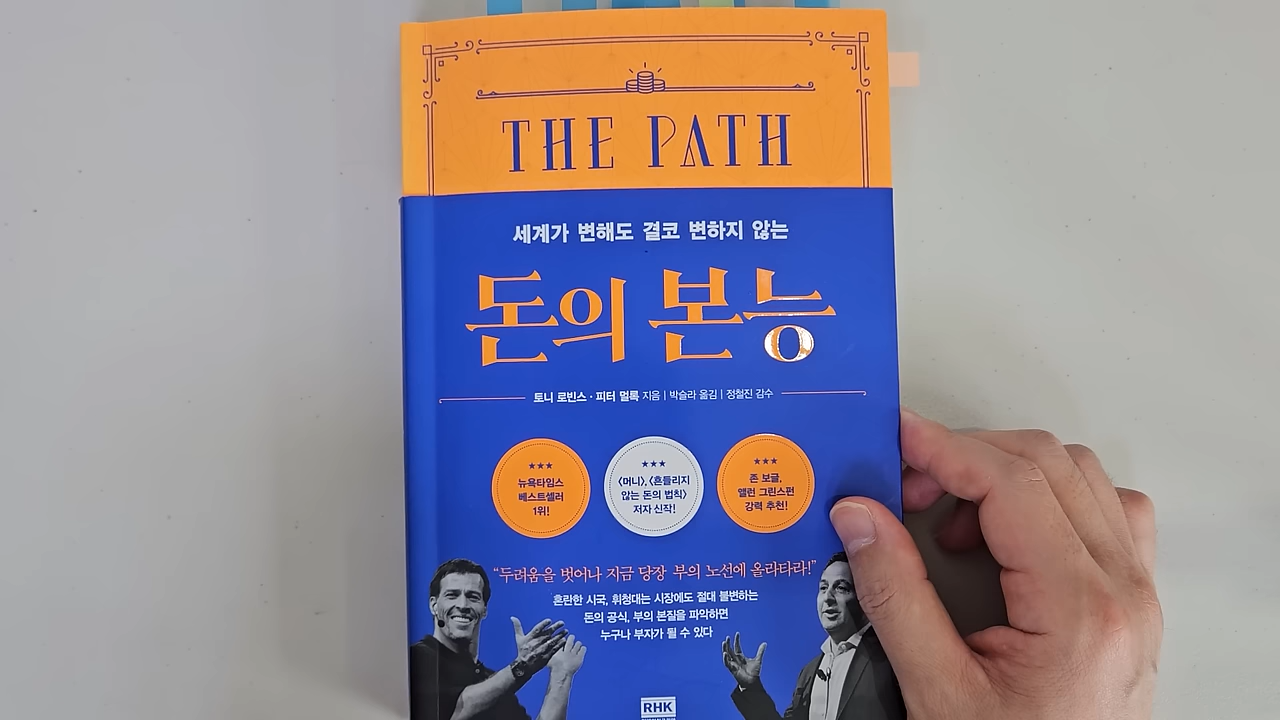 THE PATH
세계가 변해도 결코 변하지 않는
돈의 본능
토니 로빈스 · 피터 멀록 지음 | 박슬라 옮김 | 정철진 감수
★★★
뉴욕타임스
베스트셀러
1위!
★★★
〈머니〉, 〈흔들리지
않는 돈의 법칙〉
저자 신작!
★★★
존 보글,
앨런 그린스펀
강력 추천!
“두려움을 벗어나 지금 당장 부의 노선에 올라타라!”
혼란한 시국, 휘청대는 시장에도 절대 불변하는
돈의 공식, 부의 본질을 파악하면
누구나 부자가 될 수 있다
RHK